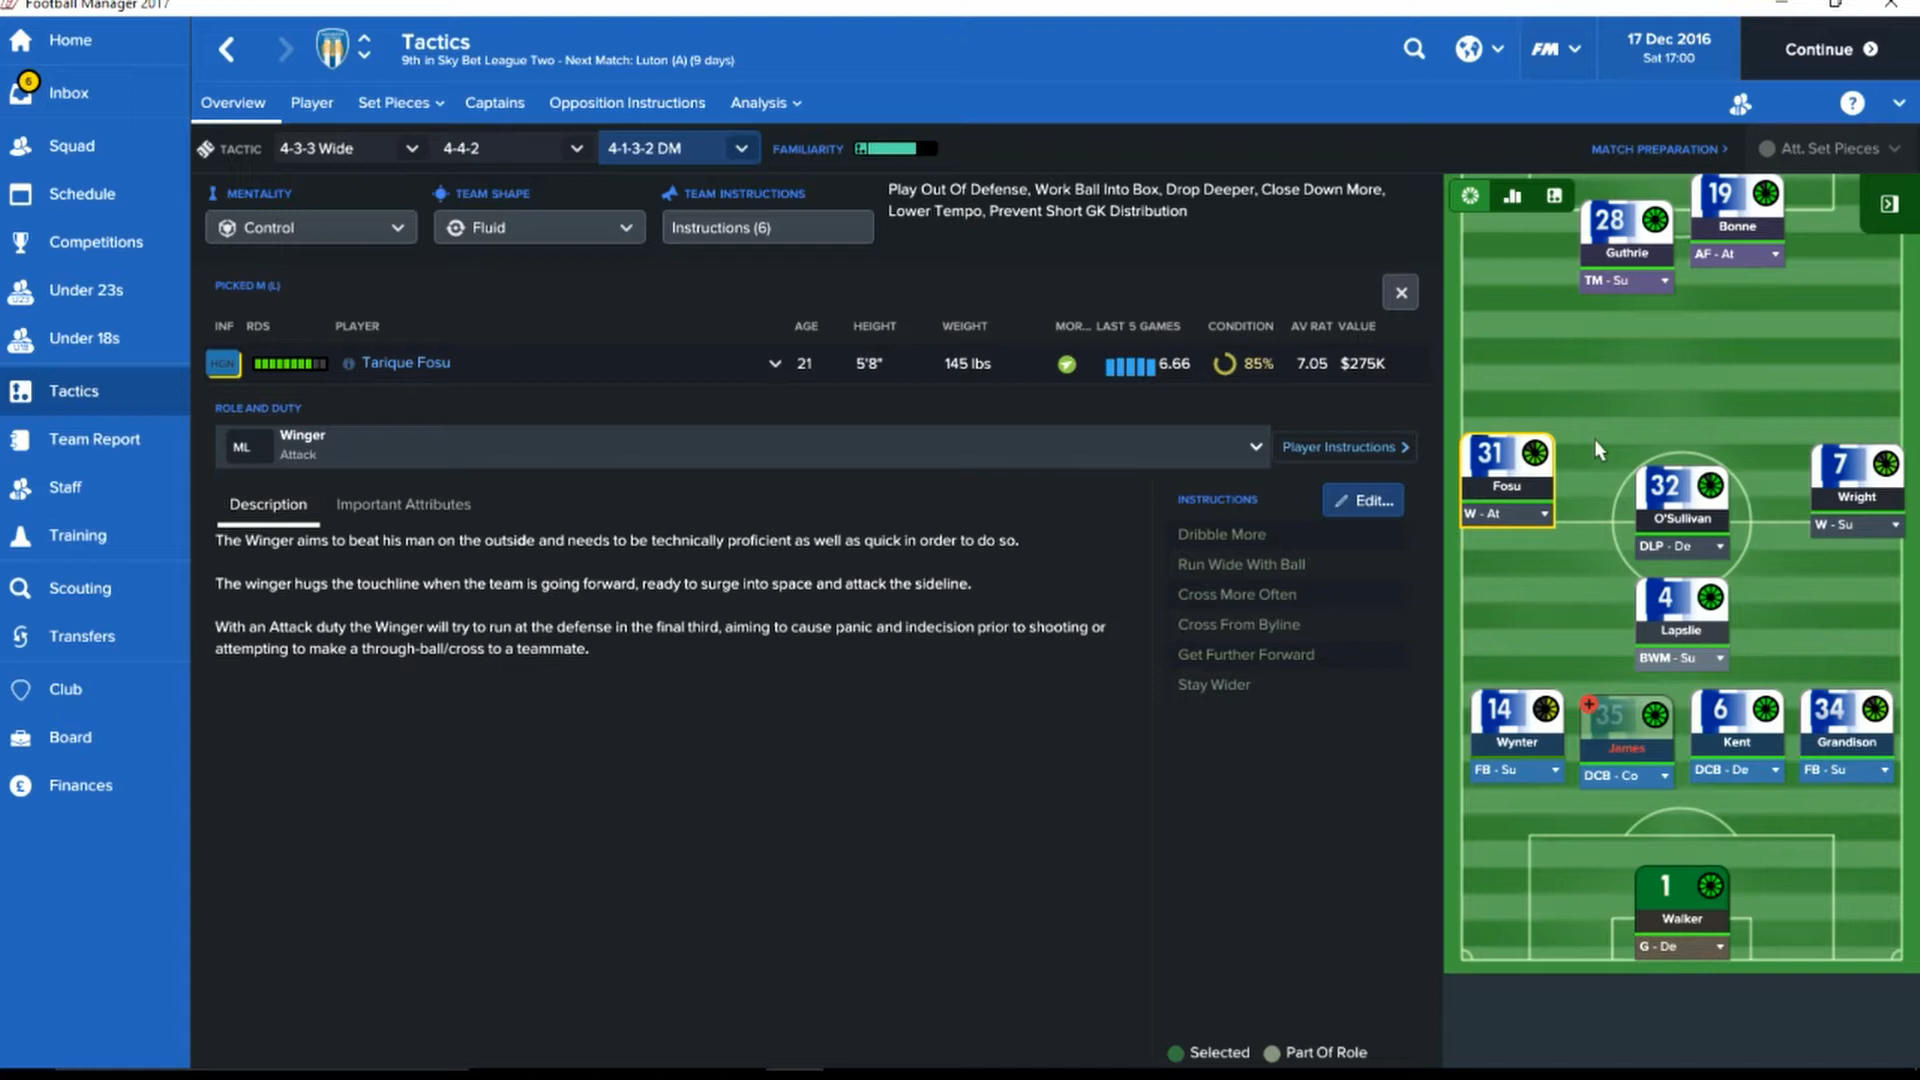 Football Manager 2017
Home
6
Inbox
Squad
Schedule
Competitions
Under 23s
Under 18s
Tactics
Team Report
Staff
Training
Scouting
Transfers
Club
Board
Finances
Tactics
9th in Sky Bet League Two - Next Match: Luton (A) (9 days)
FM
17 Dec 2016
Sat 17:00
Continue
Overview Player Set Pieces Captains Opposition Instructions Analysis
?
TACTIC 4-3-3 Wide 4-4-2 4-1-3-2 DM FAMILIARITY MATCH PREPARATION > Att. Set Pieces
MENTALITY TEAM SHAPE TEAM INSTRUCTIONS
Control Fluid Instructions (6)
Play Out Of Defense, Work Ball Into Box, Drop Deeper, Close Down More,
Lower Tempo, Prevent Short GK Distribution
PICKED M (L)
INF RDS PLAYER AGE HEIGHT WEIGHT MOR... LAST 5 GAMES CONDITION AV RAT VALUE
HGN Tarique Fosu 21 5'8" 145 lbs 6.66 85% 7.05 $275K
ROLE AND DUTY
ML Winger
Attack
Player Instructions >
Description Important Attributes
The Winger aims to beat his man on the outside and needs to be technically proficient as well as quick in order to do so.
The winger hugs the touchline when the team is going forward, ready to surge into space and attack the sideline.
With an Attack duty the Winger will try to run at the defense in the final third, aiming to cause panic and indecision prior to shooting or
attempting to make a through-ball/cross to a teammate.
INSTRUCTIONS Edit...
Dribble More
Run Wide With Ball
Cross More Often
Cross From Byline
Get Further Forward
Stay Wider
Selected Part Of Role
19
Bonne
AF - At
28
Guthrie
TM - Su
31
Fosu
W - At
32
O'Sullivan
DLP - De
7
Wright
W - Su
4
Lapslie
BWM - Su
14
Wynter
FB - Su
35
James
DCB - Co
6
Kent
DCB - De
34
Grandison
FB - Su
1
Walker
G - De